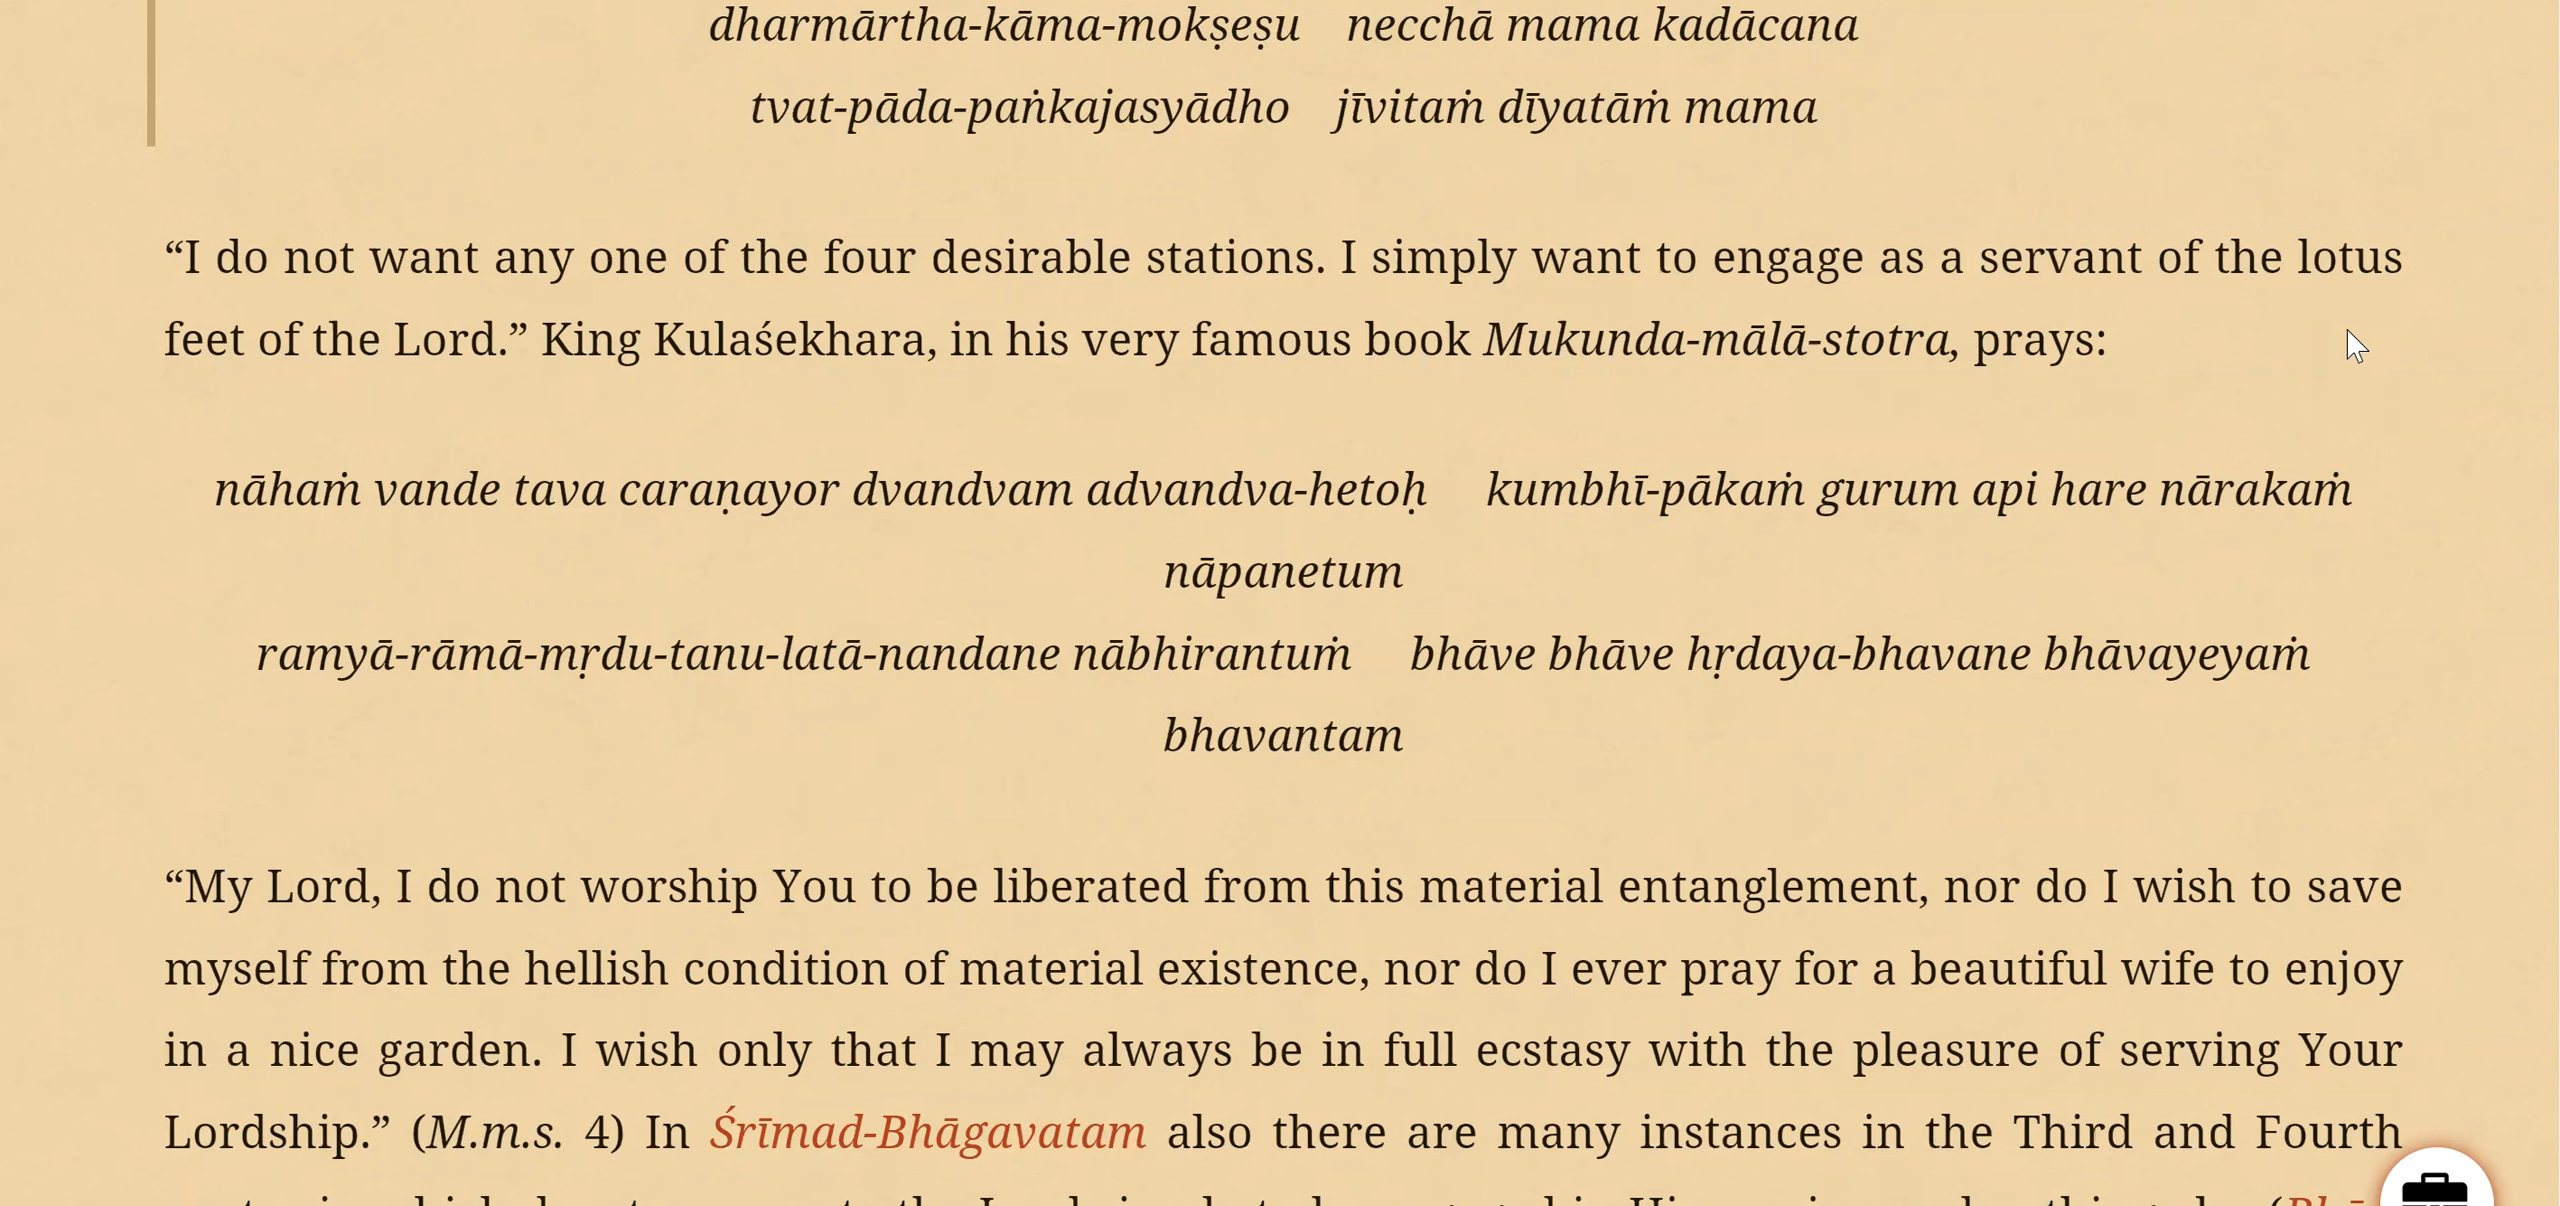 dharmārtha-kāma-mokṣeṣu necchā mama kadācana
tvat-pāda-paṅkajasyādho jīvitaṁ dīyatāṁ mama
“I do not want any one of the four desirable stations. I simply want to engage as a servant of the lotus
feet of the Lord.” King Kulaśekhara, in his very famous book Mukunda-mālā-stotra, prays:
nāhaṁ vande tava caraṇayor dvandvam advandva-hetoḥ kumbhī-pākaṁ gurum api hare nārakaṁ
nāpanetum
ramyā-rāmā-mṛdu-tanu-latā-nandane nābhirantuṁ bhāve bhāve hṛdaya-bhavane bhāvayeyaṁ
bhavantam
“My Lord, I do not worship You to be liberated from this material entanglement, nor do I wish to save
myself from the hellish condition of material existence, nor do I ever pray for a beautiful wife to enjoy
in a nice garden. I wish only that I may always be in full ecstasy with the pleasure of serving Your
Lordship.” (M.m.s. 4) In Śrīmad-Bhāgavatam also there are many instances in the Third and Fourth